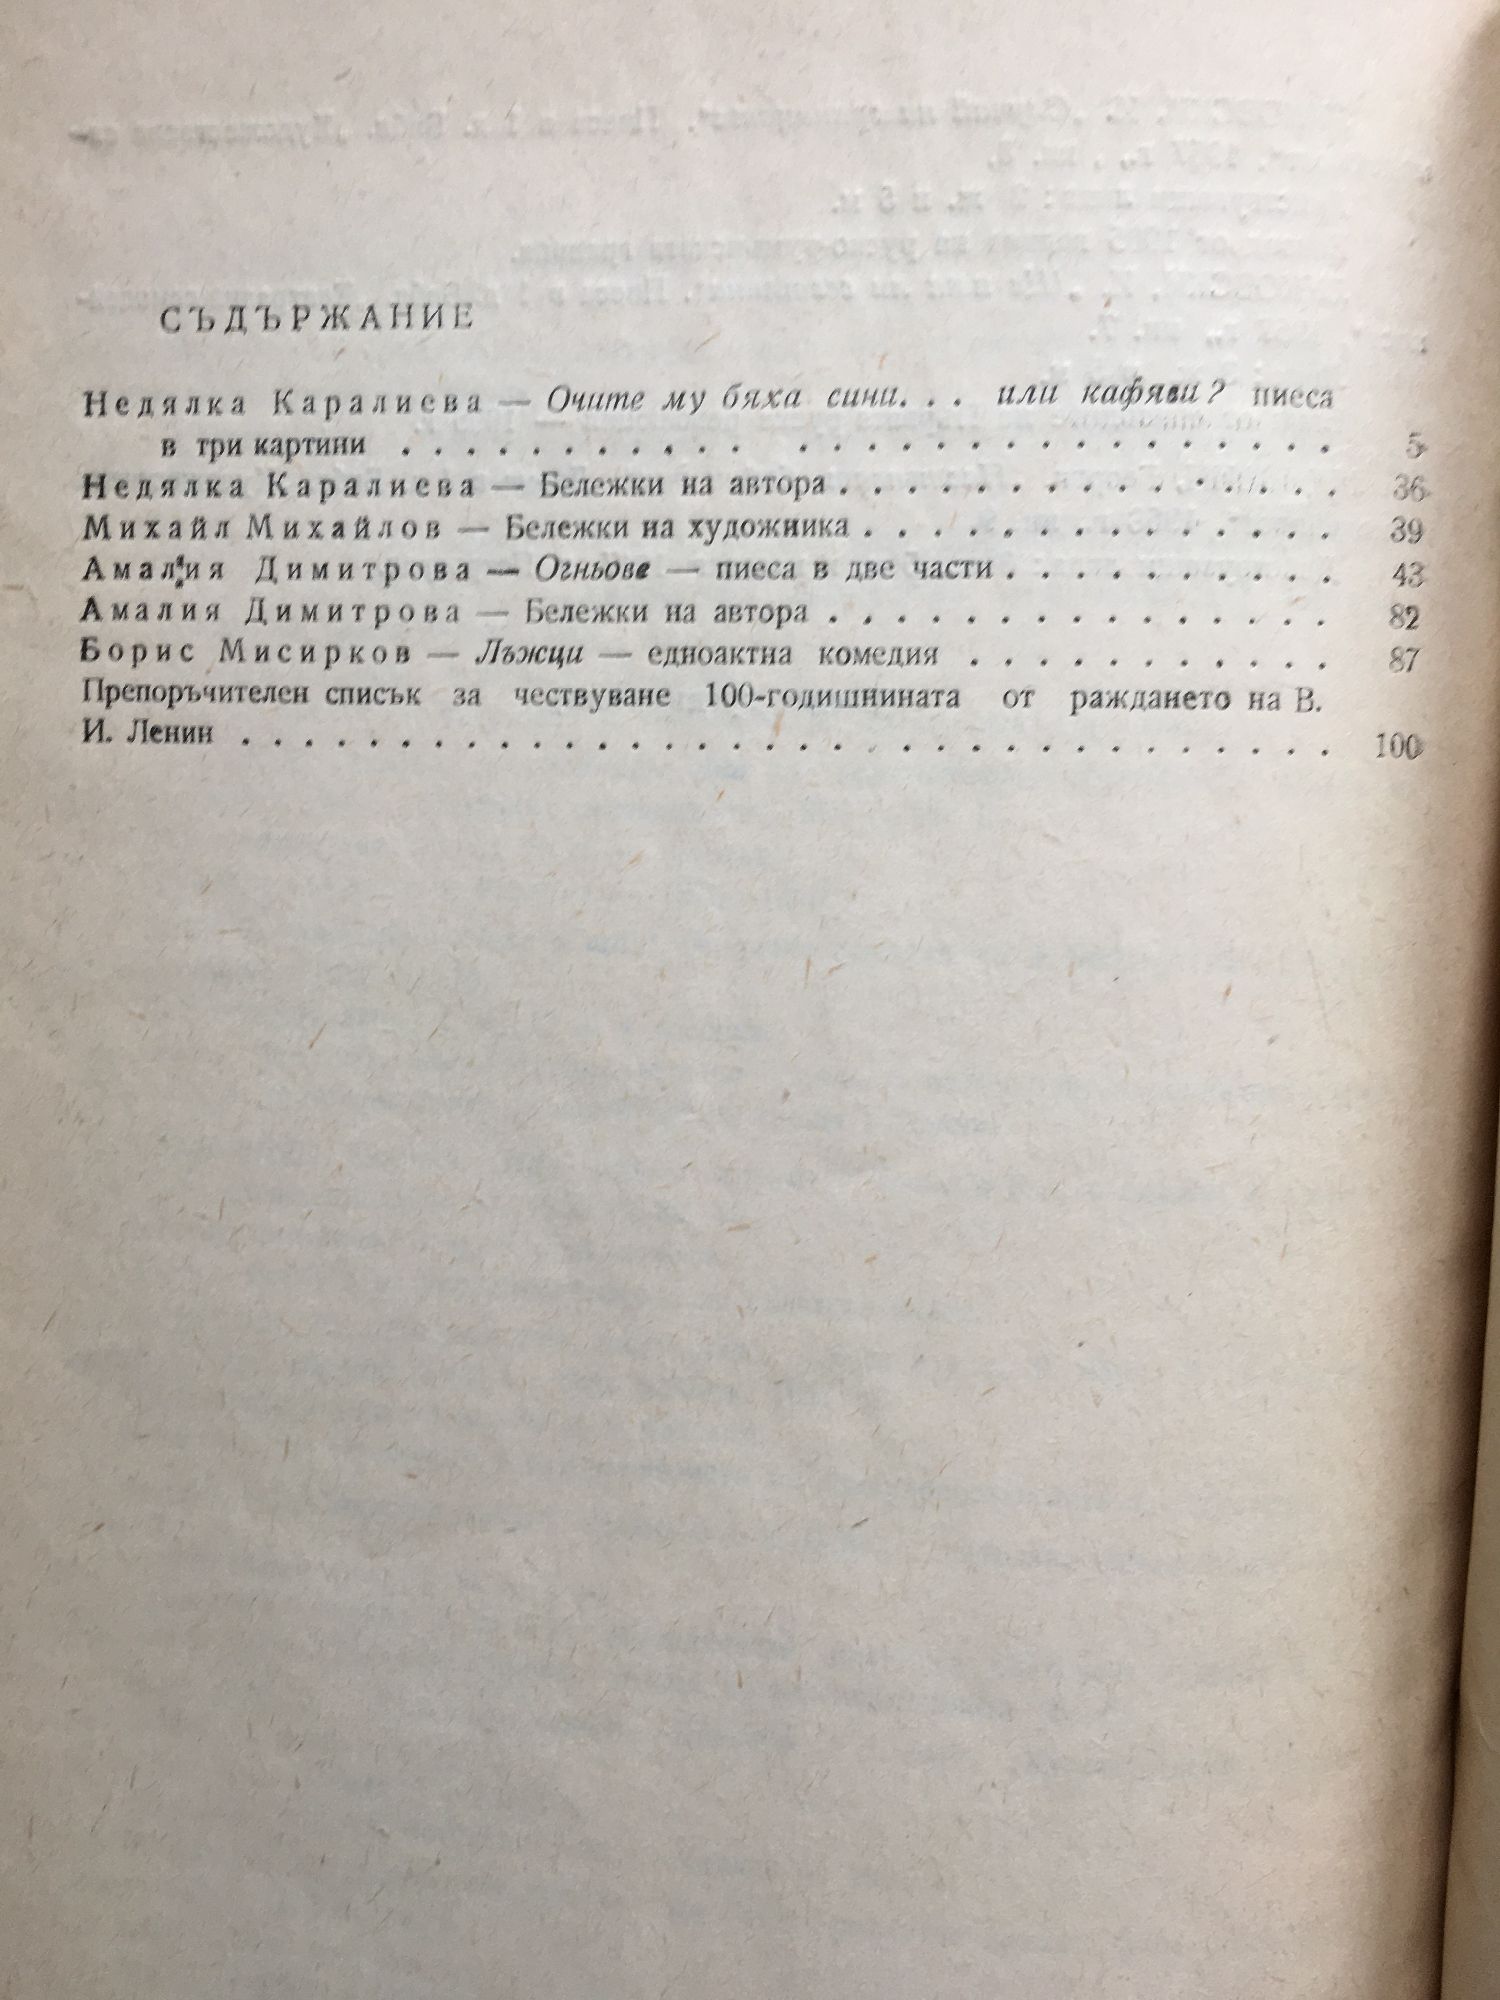 СЪДЪРЖАНИЕ
Недялка Каралиева — Очите му бяха сини. . . или кафяви? пиеса
в три картини . . . . . . . . . . . . . . . . . . . . . . . . . . . 5
Недялка Каралиева — Бележки на автора . . . . . . . . . . . . . . . 36
Михайл Михайлов — Бележки на художника . . . . . . . . . . . . . . 39
Амалия Димитрова — Огньове — пиеса в две части . . . . . . . . . . 43
Амалия Димитрова — Бележки на автора . . . . . . . . . . . . . . . 82
Борис Мисирков — Лъжци — едноактна комедия . . . . . . . . . . . 87
Препоръчителен списък за чествуване 100-годишнината от раждането на В.
И. Ленин . . . . . . . . . . . . . . . . . . . . . . . . . . . . . . . . . . 100